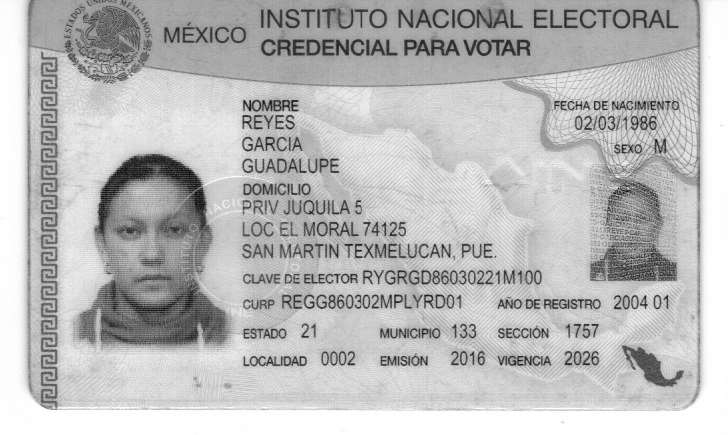 ESTADOS UNIDOS MEXICANOS
MÉXICO INSTITUTO NACIONAL ELECTORAL
CREDENCIAL PARA VOTAR
NOMBRE
REYES
GARCIA
GUADALUPE
FECHA DE NACIMIENTO
02/03/1986
SEXO M
DOMICILIO
PRIV JUQUILA 5
LOC EL MORAL 74125
SAN MARTIN TEXMELUCAN, PUE.
CLAVE DE ELECTOR RYGRGD86030221M100
CURP REGG860302MPLYRD01 AÑO DE REGISTRO 2004 01
ESTADO 21 MUNICIPIO 133 SECCIÓN 1757
LOCALIDAD 0002 EMISIÓN 2016 VIGENCIA 2026